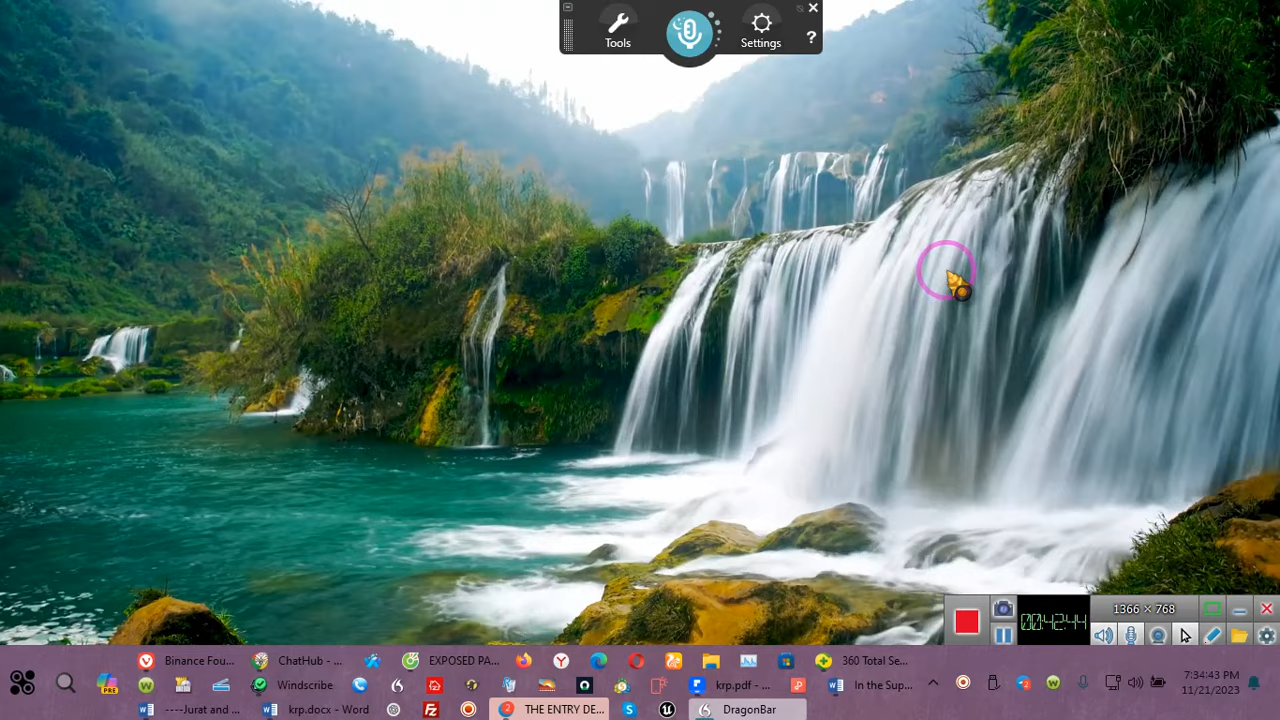 Tools
Settings
?
00:42:44
1366 × 768
Binance Fou...
ChatHub - ...
EXPOSED PA...
360 Total Se...
PRE
Windscribe
krp.pdf - ...
In the Sup...
7:34:43 PM
11/21/2023
----Jurat and ...
krp.docx - Word
THE ENTRY DE...
DragonBar